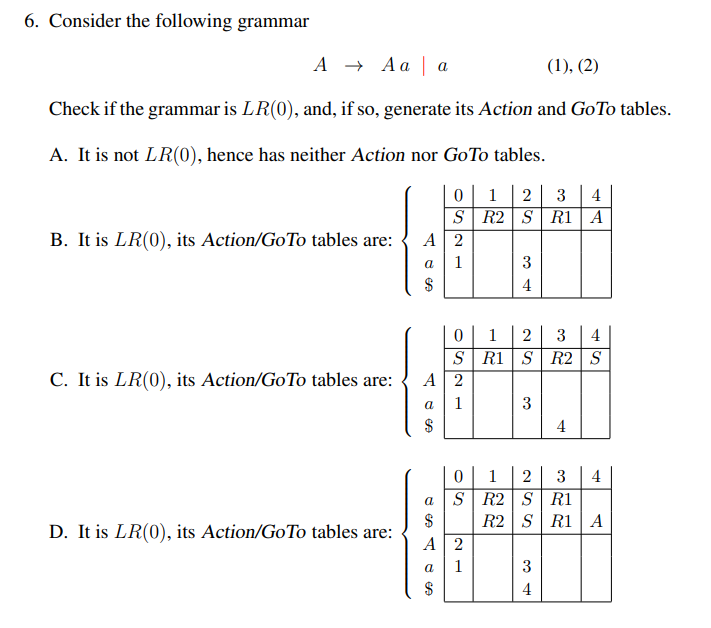 6. Consider the following grammar
A → A a | a (1), (2)
Check if the grammar is LR(0), and, if so, generate its Action and GoTo tables.
A. It is not LR(0), hence has neither Action nor GoTo tables.
0 1 2 3 4
S R2 S R1 A
B. It is LR(0), its Action/GoTo tables are: A 2
a 1 3
$ 4
0 1 2 3 4
S R1 S R2 S
C. It is LR(0), its Action/GoTo tables are: A 2
a 1 3
$ 4
0 1 2 3 4
a S R2 S R1
$ R2 S R1 A
D. It is LR(0), its Action/GoTo tables are: A 2
a 1 3
$ 4